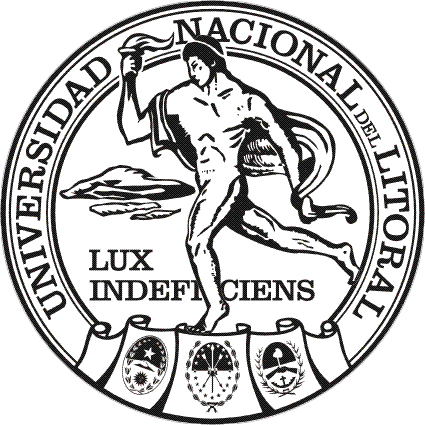 UNIVERSIDAD NACIONAL DEL LITORAL
LUX
INDEFICIENS